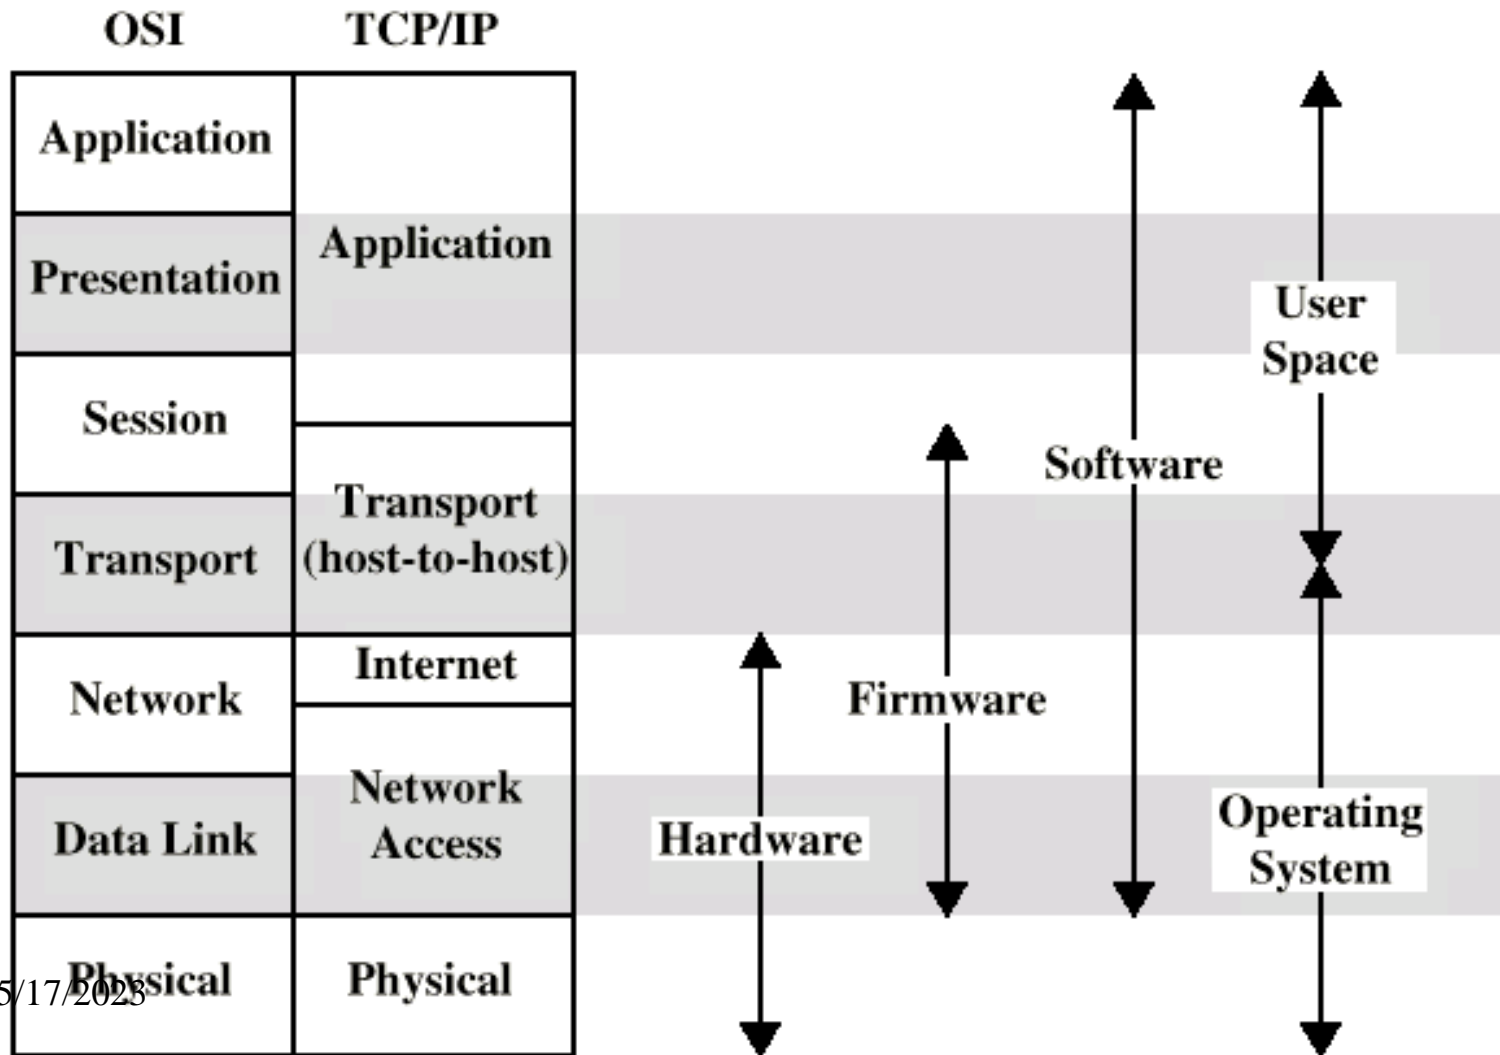 OSI
TCP/IP
Application
Presentation
Session
Transport
Network
Data Link
Physical
Application
Transport
(host-to-host)
Internet
Network
Access
Physical
Hardware
Firmware
Software
User
Space
Operating
System
5/17/2023